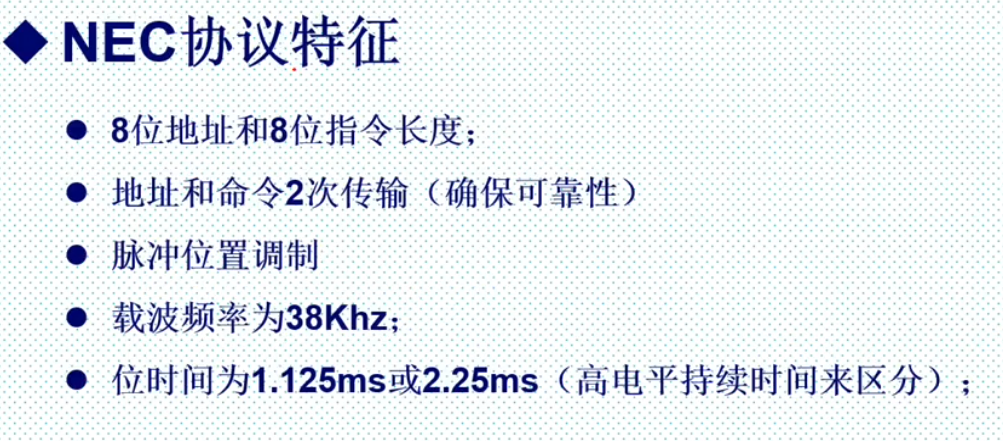 NEC协议特征
8位地址和8位指令长度；
地址和命令2次传输（确保可靠性）
脉冲位置调制
载波频率为38Khz；
位时间为1.125ms或2.25ms（高电平持续时间来区分）；